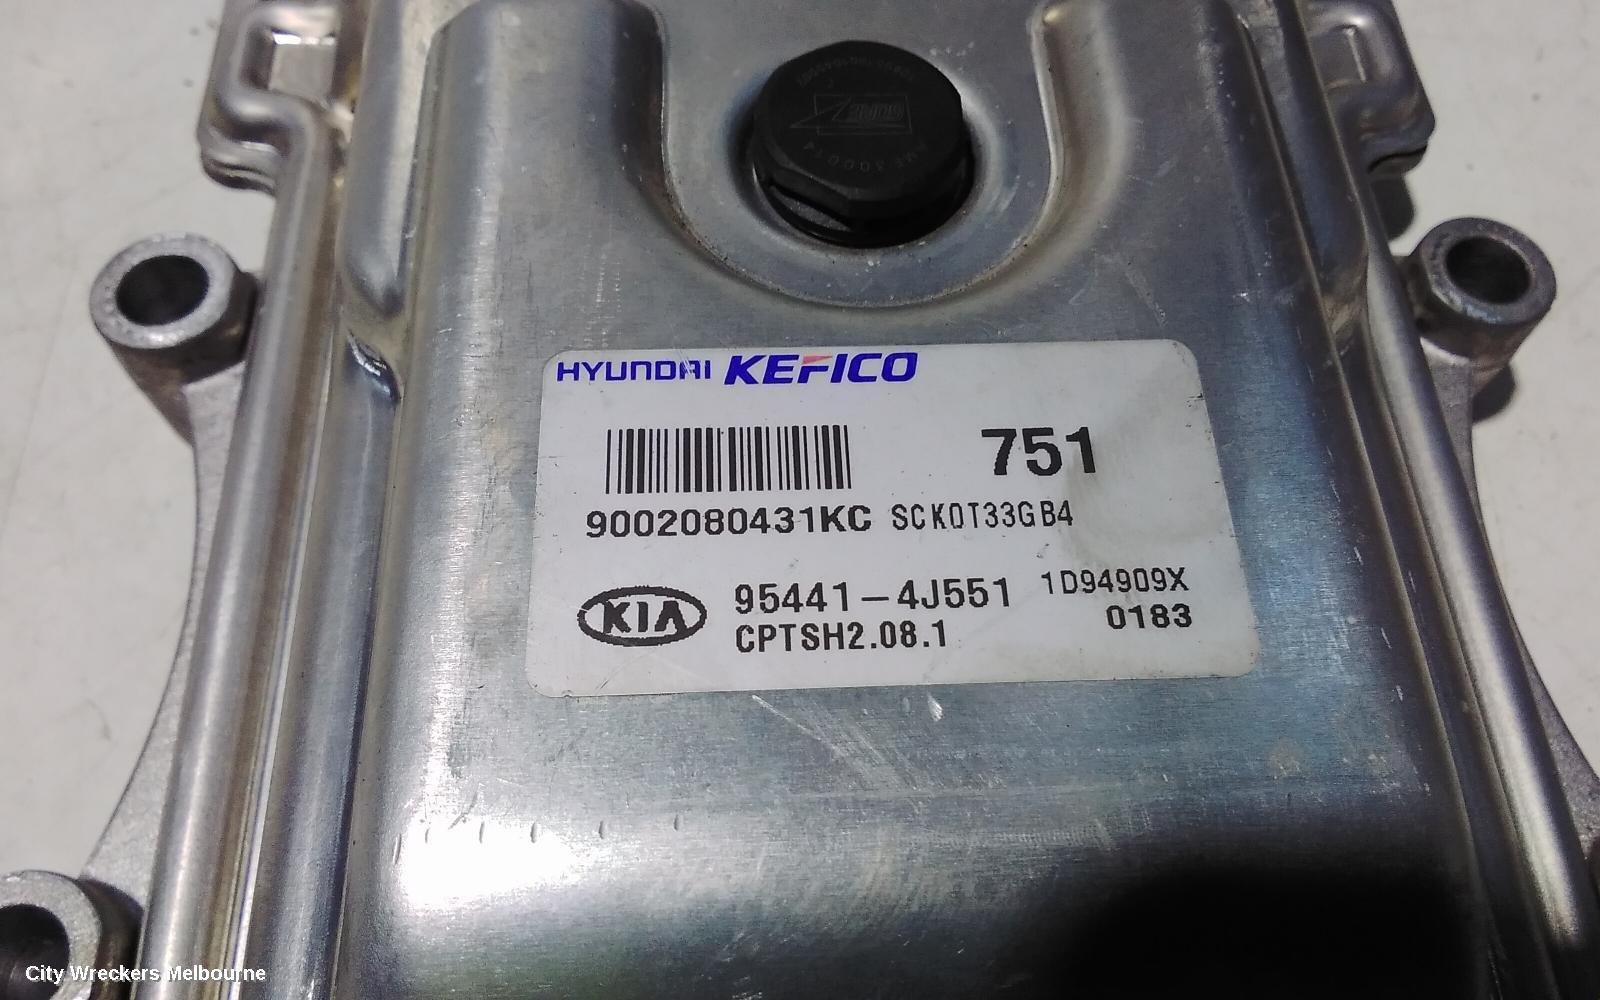 HYUNDAI KEFICO
751
9002080431KC SCK0T33GB4
KIA
95441-4J551 1D94909X
CPTSH2.08.1 0183
City Wreckers Melbourne